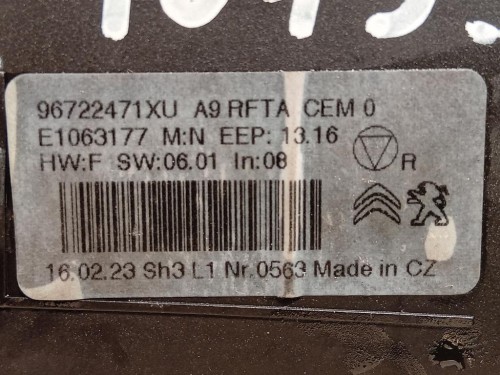 96722471XU A9 RFTA CEM 0
E1063177 M:N EEP: 13.16
HW:F SW:06.01 In:08
R
16.02.23 Sh3 L1 Nr.0563 Made in CZ